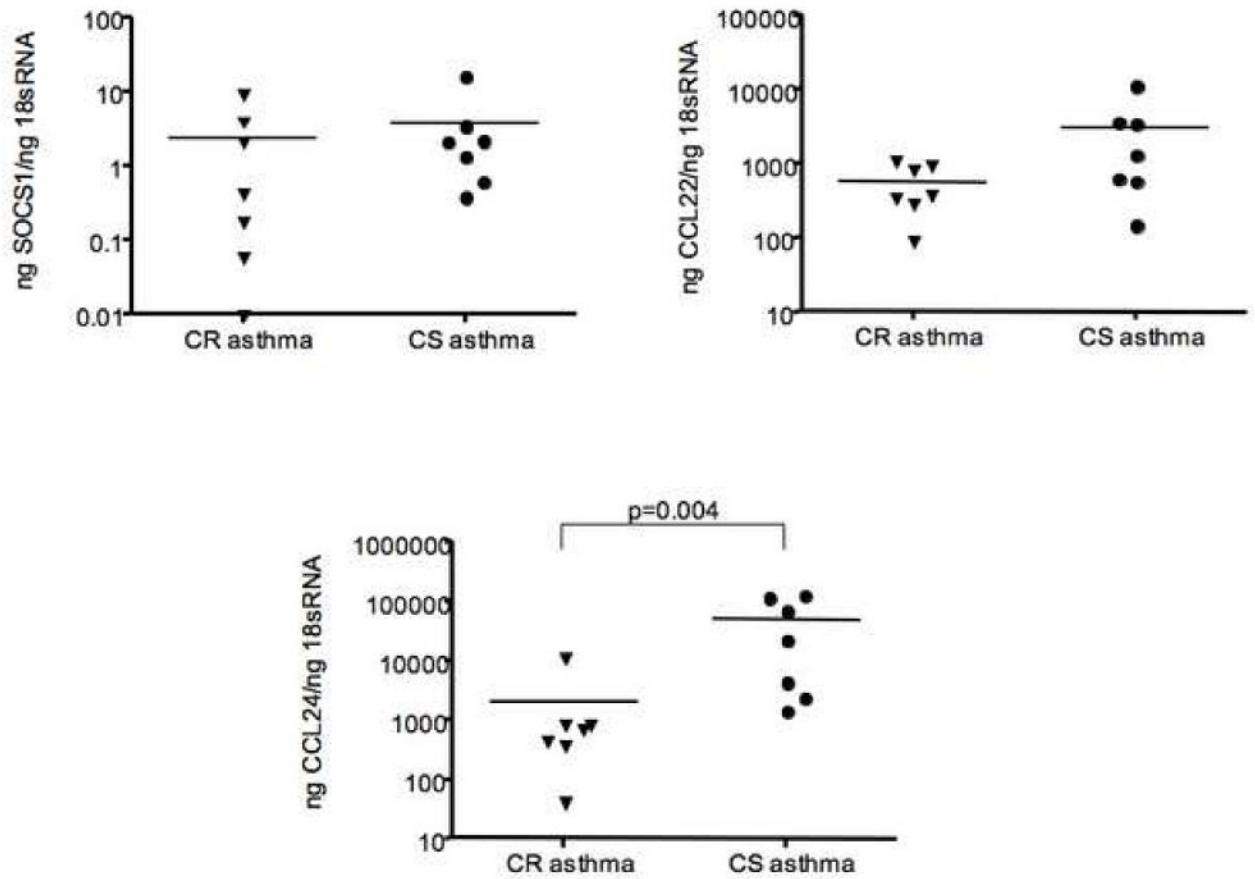 ng SOCS1/ng 18sRNA
100
10
1
0.1
0.01
CR asthma
CS asthma
ng CCL22/ng 18sRNA
100000
10000
1000
100
10
CR asthma
CS asthma
p=0.004
ng CCL24/ng 18sRNA
1000000
100000
10000
1000
100
10
CR asthma
CS asthma